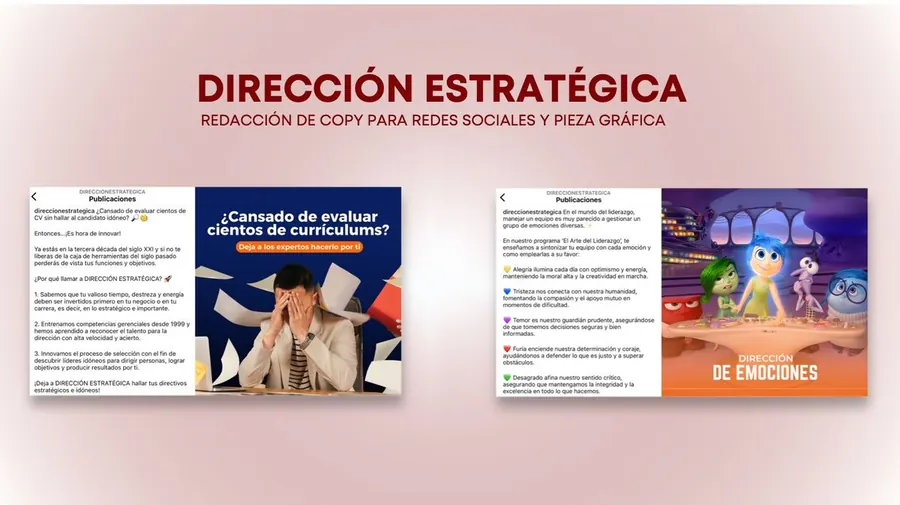 DIRECCIÓN ESTRATÉGICA
REDACCIÓN DE COPY PARA REDES SOCIALES Y PIEZA GRÁFICA
DIRECCIONESTRATEGICA
Publicaciones
direccionestrategica ¿Cansado de evaluar cientos de
CV sin hallar al candidato idóneo? 🔎😔
Entonces...¡Es hora de innovar!
Ya estás en la tercera década del siglo XXI y si no te
liberas de la caja de herramientas del siglo pasado
perderás de vista tus funciones y objetivos.
¿Por qué llamar a DIRECCIÓN ESTRATÉGICA? 🚀
1. Sabemos que tu valioso tiempo, destreza y energía
deben ser invertidos primero en tu negocio o en tu
carrera, es decir, en lo estratégico e importante.
2. Entrenamos competencias gerenciales desde 1999 y
hemos aprendido a reconocer el talento para la
dirección con alta velocidad y acierto.
3. Innovamos el proceso de selección con el fin de
descubrir líderes idóneos para dirigir personas, lograr
objetivos y producir resultados por ti.
¡Deja a DIRECCIÓN ESTRATÉGICA hallar tus directivos
estratégicos e idóneos!
¿Cansado de evaluar
cientos de currículums?
Deja a los expertos hacerlo por ti
DIRECCIONESTRATEGICA
Publicaciones
direccionestrategica En el mundo del liderazgo,
manejar un equipo es muy parecido a gestionar un
grupo de emociones diversas. ✨
En nuestro programa 'El Arte del Liderazgo', te
enseñamos a sintonizar tu equipo con cada emoción y
como emplearlas a su favor:
💛 Alegría ilumina cada día con optimismo y energía,
manteniendo la moral alta y la creatividad en marcha.
💙 Tristeza nos conecta con nuestra humanidad,
fomentando la compasión y el apoyo mutuo en
momentos de dificultad.
💜 Temor es nuestro guardián prudente, asegurándose
de que tomemos decisiones seguras y bien
informadas.
❤️ Furia enciende nuestra determinación y coraje,
ayudándonos a defender lo que es justo y a superar
obstáculos.
💚 Desagrado afina nuestro sentido crítico,
asegurando que mantengamos la integridad y la
excelencia en todo lo que hacemos.
DIRECCIÓN
DE EMOCIONES